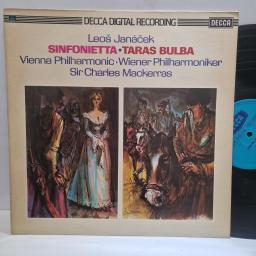 DECCA DIGITAL RECORDING
DECCA
Leoš Janáček
SINFONIETTA • TARAS BULBA
Vienna Philharmonic • Wiener Philharmoniker
Sir Charles Mackerras